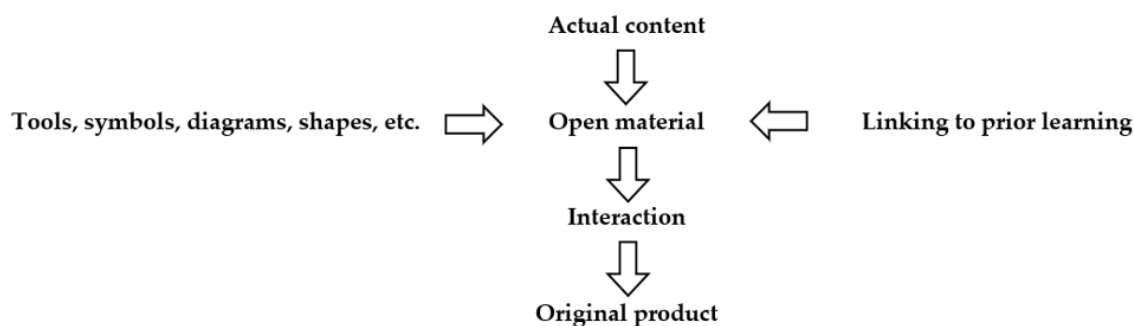 Actual content
Tools, symbols, diagrams, shapes, etc.
Open material
Linking to prior learning
Interaction
Original product